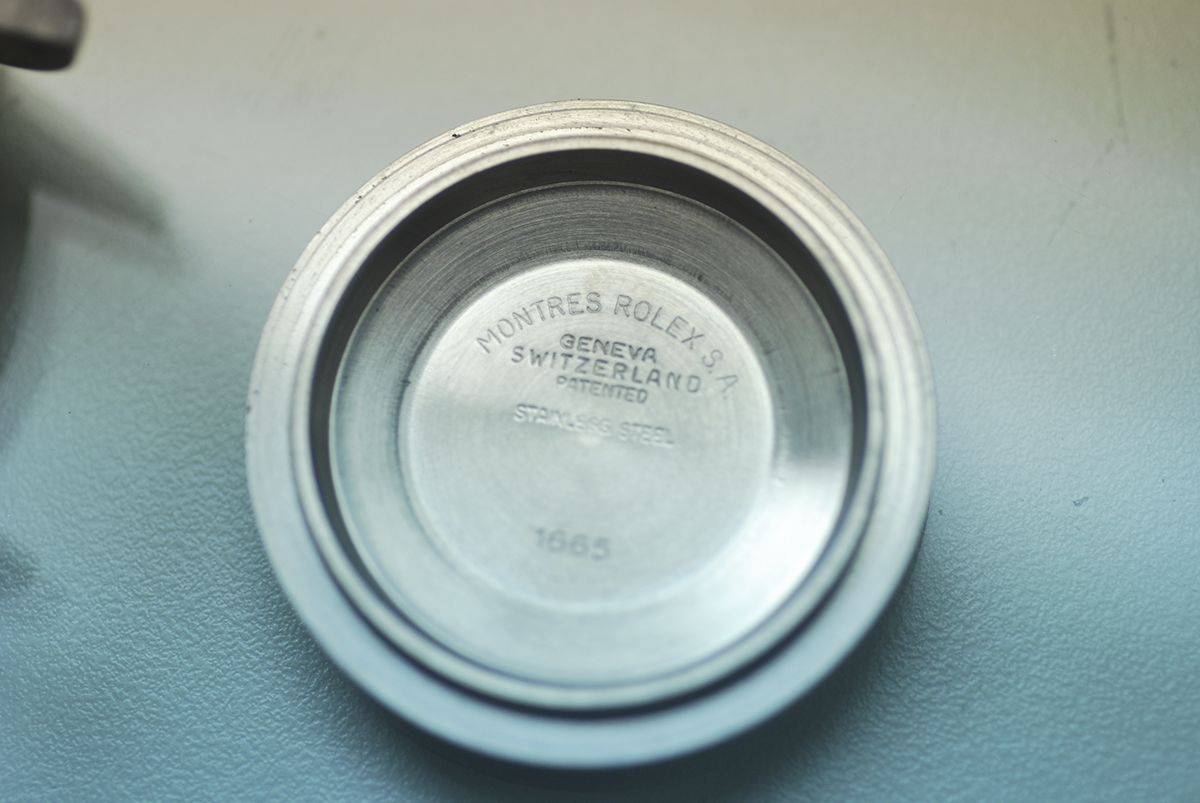 MONTRES ROLEX S.A.
GENEVA
SWITZERLAND
PATENTED
STAINLESS STEEL
1665